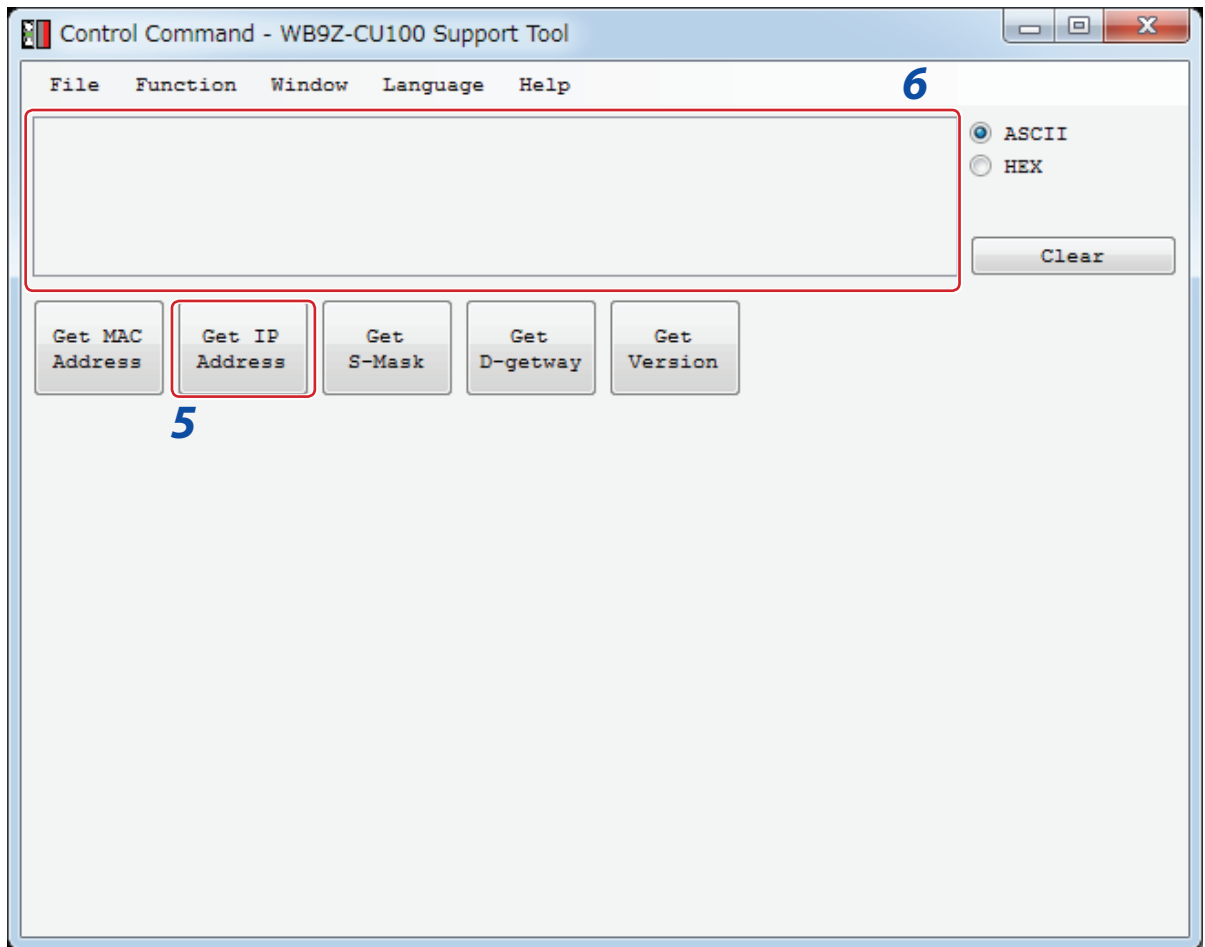 Control Command - WB9Z-CU100 Support Tool
File Function Window Language Help
6
ASCII
HEX
Clear
Get MAC
Address
Get IP
Address
Get
S-Mask
Get
D-getway
Get
Version
5